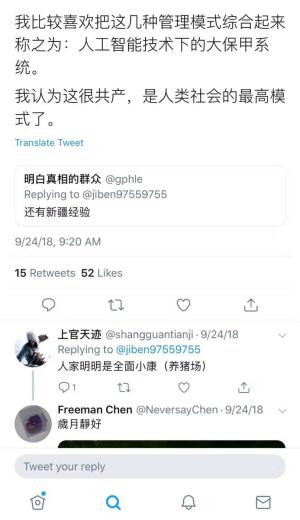 我比较喜欢把这几种管理模式综合起来
称之为：人工智能技术下的大保甲系
统。
我认为这很共产，是人类社会的最高模
式了。
Translate Tweet
明白真相的群众 @gphle
Replying to @jiben97559755
还有新疆经验
9/24/18, 9:20 AM
15 Retweets 52 Likes
上官天迹 @shangguantianji · 9/24/18
Replying to @jiben97559755
人家明明是全面小康（养猪场）
1
Freeman Chen @NeversayChen · 9/24/18
歲月靜好
Tweet your reply